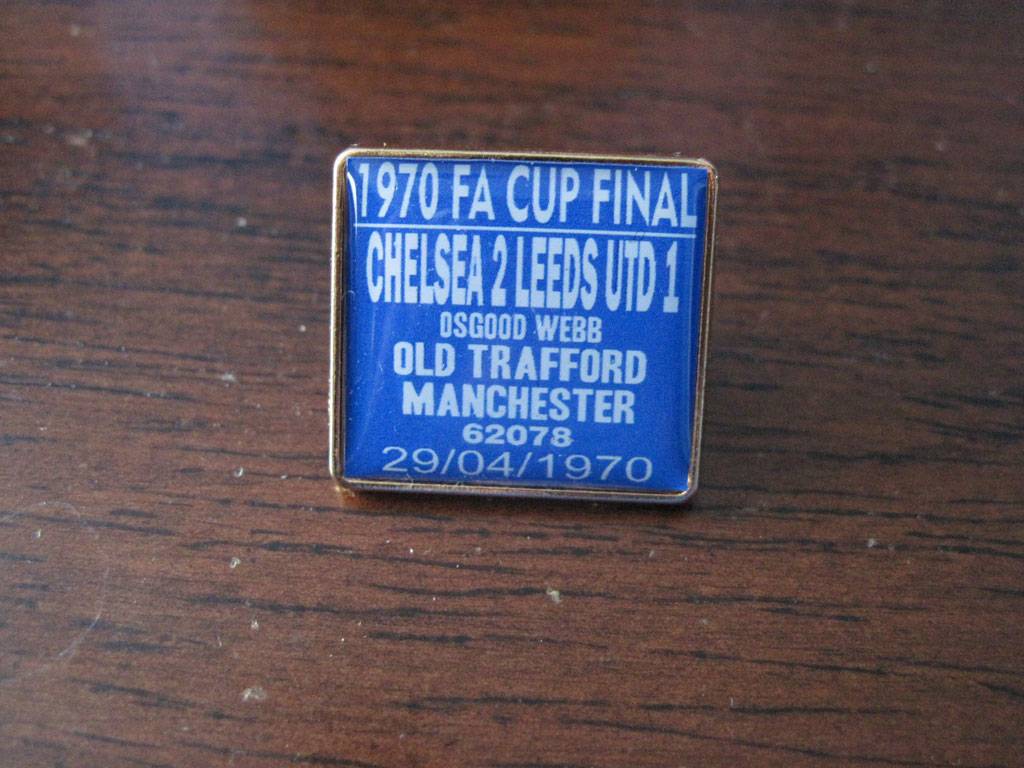 1970 FA CUP FINAL
CHELSEA 2 LEEDS UTD 1
OSGOOD WEBB
OLD TRAFFORD
MANCHESTER
62078
29/04/1970